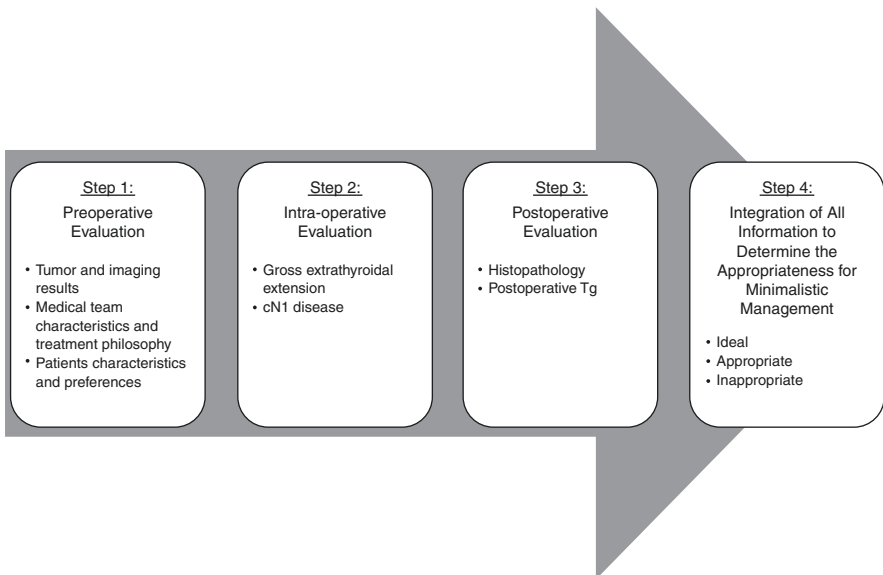 Step 1:
Preoperative
Evaluation
• Tumor and imaging
results
• Medical team
characteristics and
treatment philosophy
• Patients characteristics
and preferences
Step 2:
Intra-operative
Evaluation
• Gross extrathyroidal
extension
• cN1 disease
Step 3:
Postoperative
Evaluation
• Histopathology
• Postoperative Tg
Step 4:
Integration of All
Information to
Determine the
Appropriateness for
Minimalistic
Management
• Ideal
• Appropriate
• Inappropriate